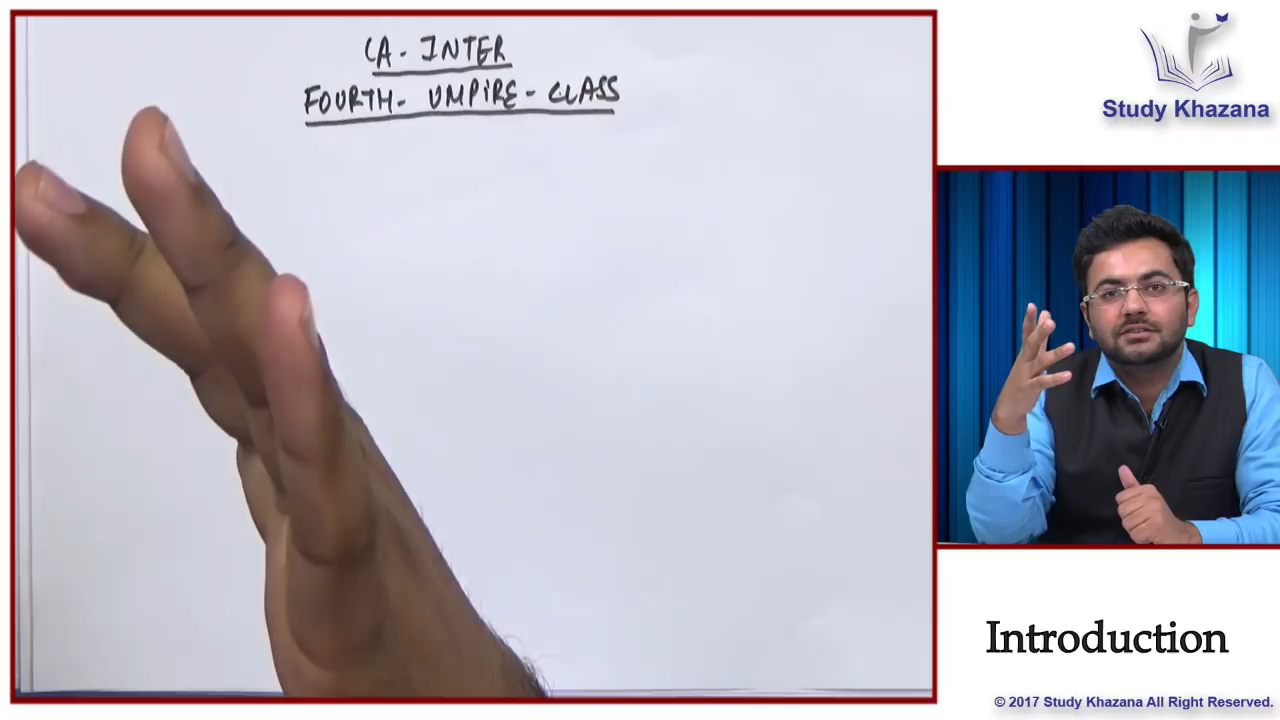 CA - INTER
FOURTH - UMPIRE - CLASS
Study Khazana
Introduction
© 2017 Study Khazana All Right Reserved.